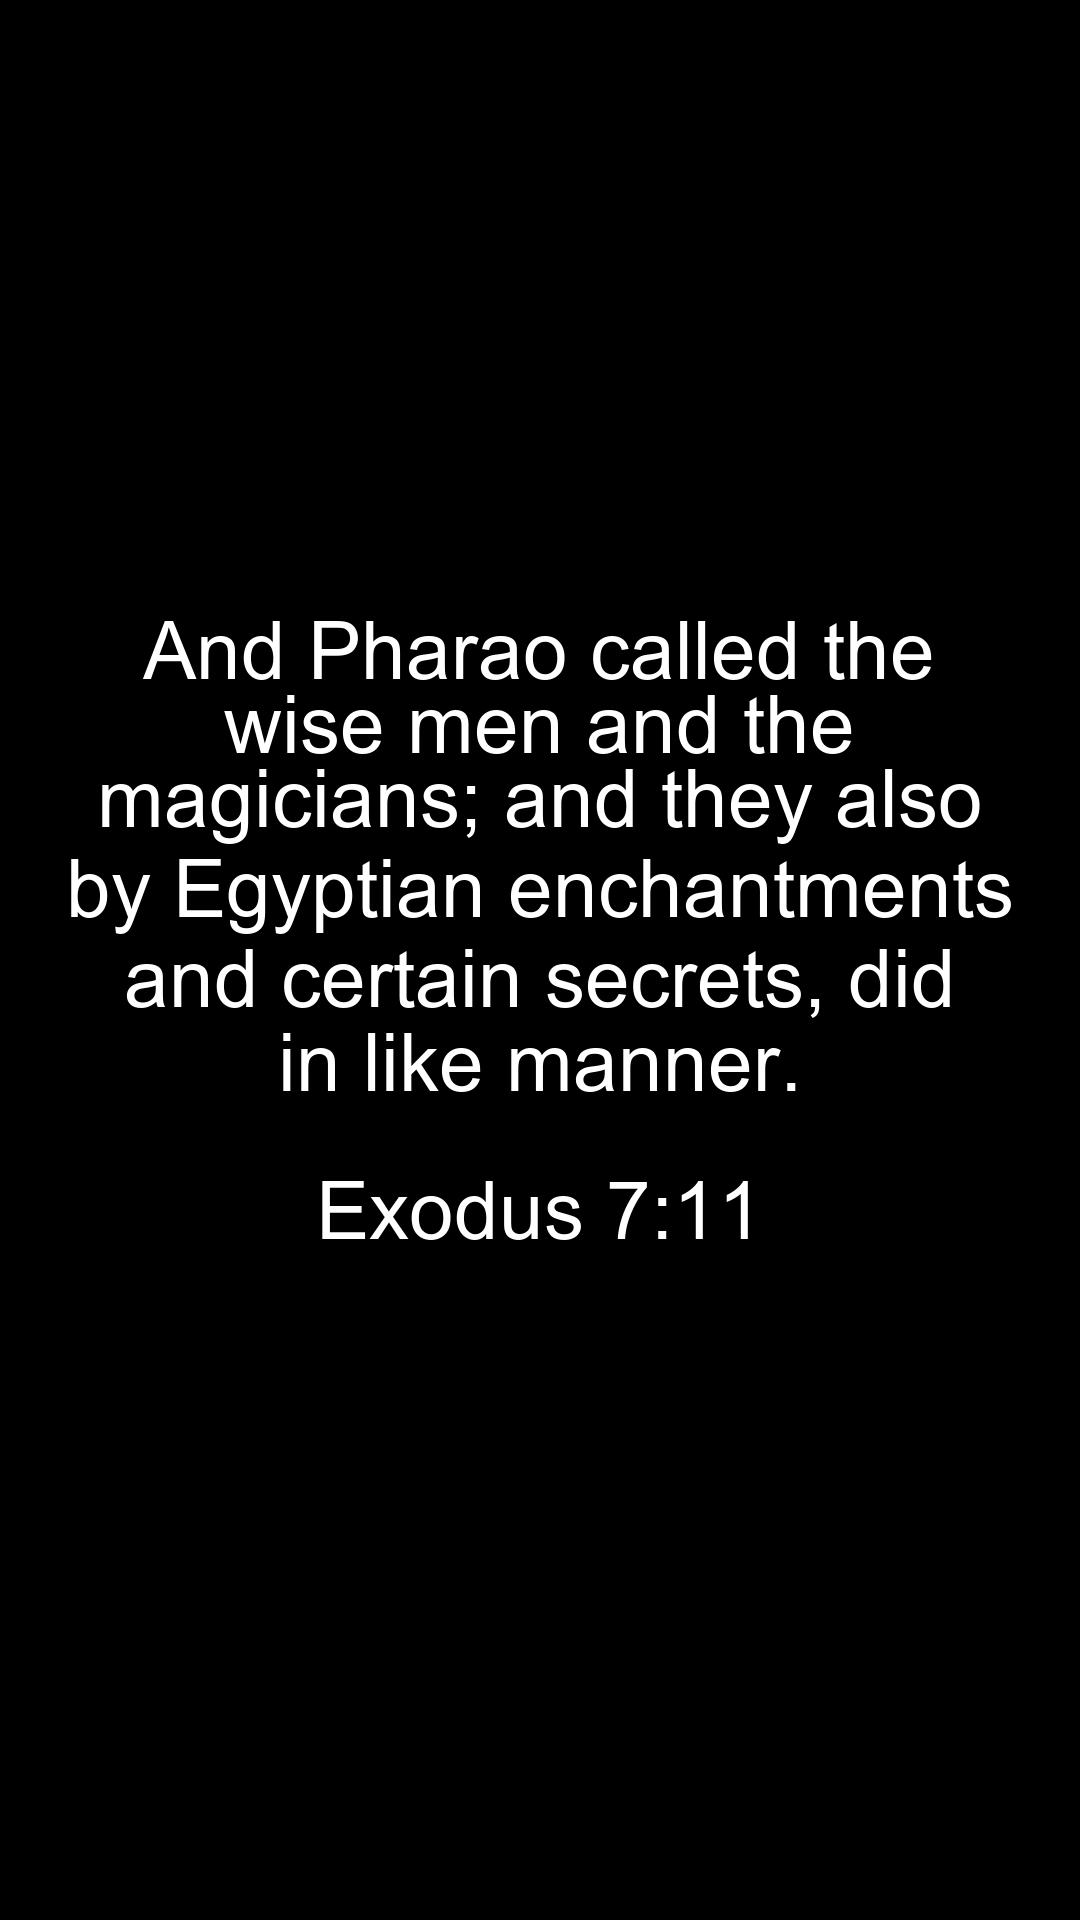 And Pharao called the
wise men and the
magicians; and they also
by Egyptian enchantments
and certain secrets, did
in like manner.
Exodus 7:11